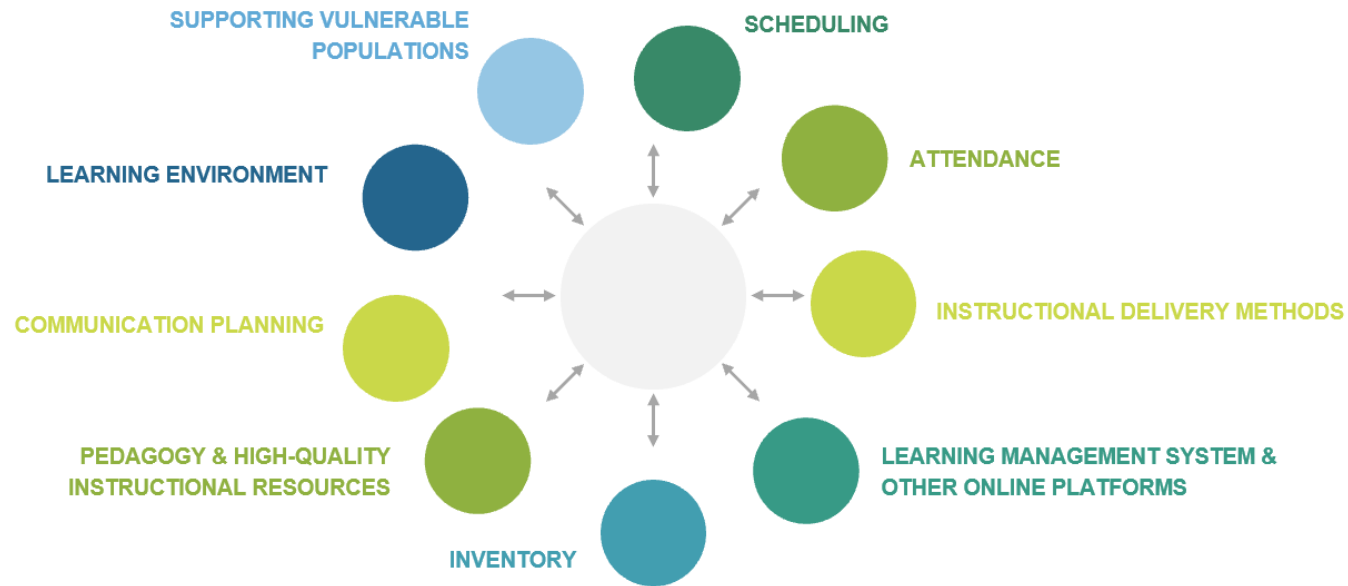 SUPPORTING VULNERABLE
POPULATIONS
SCHEDULING
ATTENDANCE
LEARNING ENVIRONMENT
INSTRUCTIONAL DELIVERY METHODS
COMMUNICATION PLANNING
PEDAGOGY & HIGH-QUALITY
INSTRUCTIONAL RESOURCES
LEARNING MANAGEMENT SYSTEM &
OTHER ONLINE PLATFORMS
INVENTORY